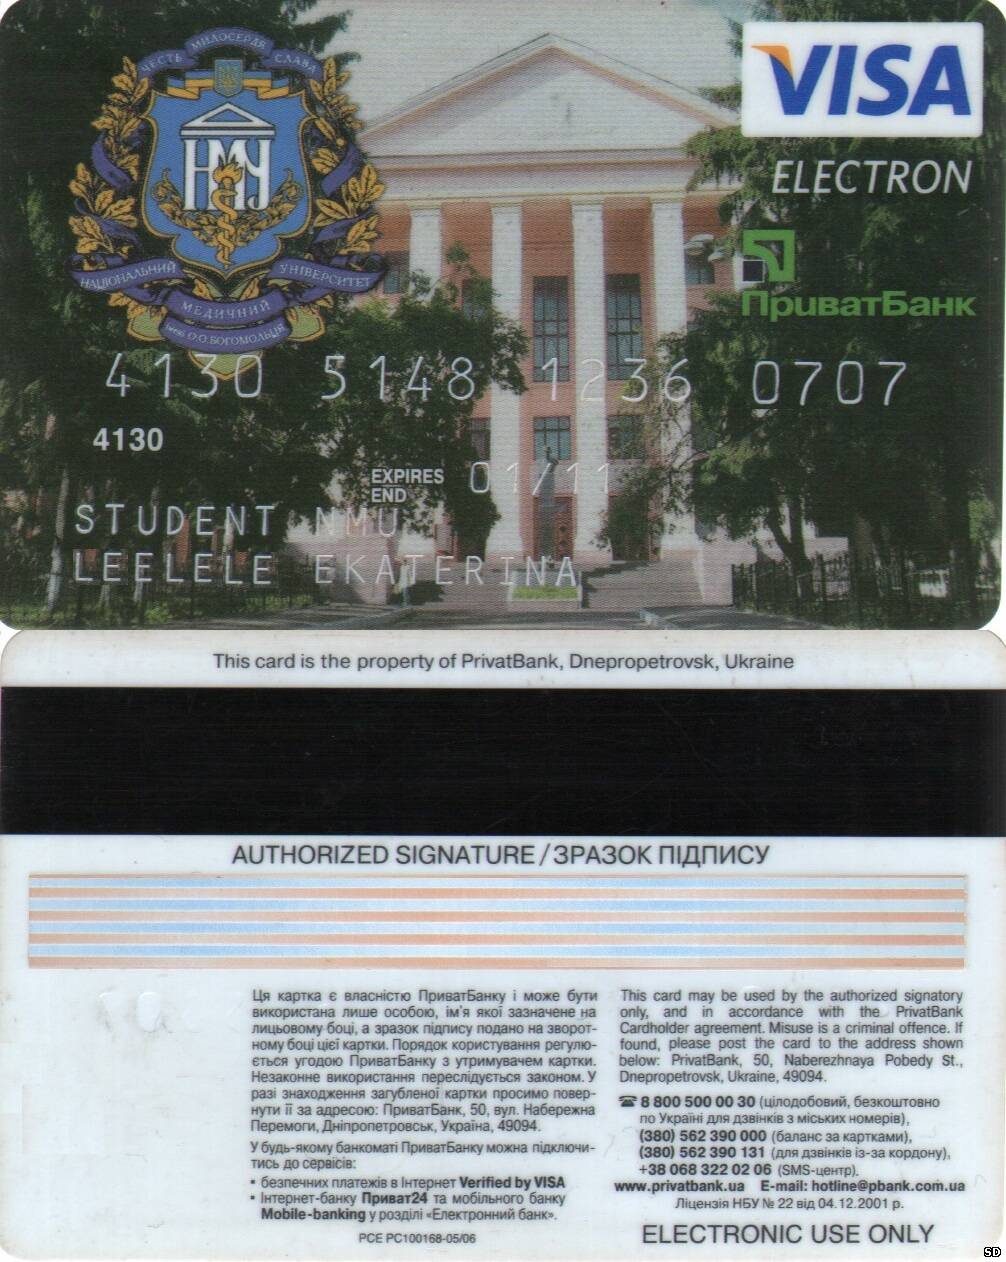 ЧЕСТЬ МИЛОСЕРДЯ СЛАВА
НМУ
НАЦІОНАЛЬНИЙ
МЕДИЧНИЙ
УНІВЕРСИТЕТ
імені О.О.БОГОМОЛЬЦЯ
VISA
ELECTRON
ПриватБанк
4130 5148 1236 0707
4130
EXPIRES
END
01/11
STUDENT NMU
LEELELE EKATERINA
This card is the property of PrivatBank, Dnepropetrovsk, Ukraine
AUTHORIZED SIGNATURE / ЗРАЗОК ПІДПИСУ
Ця картка є власністю ПриватБанку і може бути
використана лише особою, ім'я якої зазначене на
лицьовому боці, а зразок підпису подано на зворот-
ному боці цієї картки. Порядок користування регулю-
ється угодою ПриватБанку з утримувачем картки.
Незаконне використання переслідується законом. У
разі знаходження загубленої картки просимо повер-
нути її за адресою: ПриватБанк, 50, вул. Набережна
Перемоги, Дніпропетровськ, Україна, 49094.
У будь-якому банкоматі ПриватБанку можна підключи-
тись до сервісів:
• безпечних платежів в Інтернет Verified by VISA
• Інтернет-банку Приват24 та мобільного банку
Mobile-banking у розділі «Електронний банк».
PCE PC100168-05/06
This card may be used by the authorized signatory
only, and in accordance with the PrivatBank
Cardholder agreement. Misuse is a criminal offence. If
found, please post the card to the address shown
below: PrivatBank, 50, Naberezhnaya Pobedy St.,
Dnepropetrovsk, Ukraine, 49094.
☎ 8 800 500 00 30 (цілодобовий, безкоштовно
по Україні для дзвінків з міських номерів),
(380) 562 390 000 (баланс за картками),
(380) 562 390 131 (для дзвінків із-за кордону),
+38 068 322 02 06 (SMS-центр).
www.privatbank.ua E-mail: hotline@pbank.com.ua
Ліцензія НБУ № 22 від 04.12.2001 р.
ELECTRONIC USE ONLY
SD